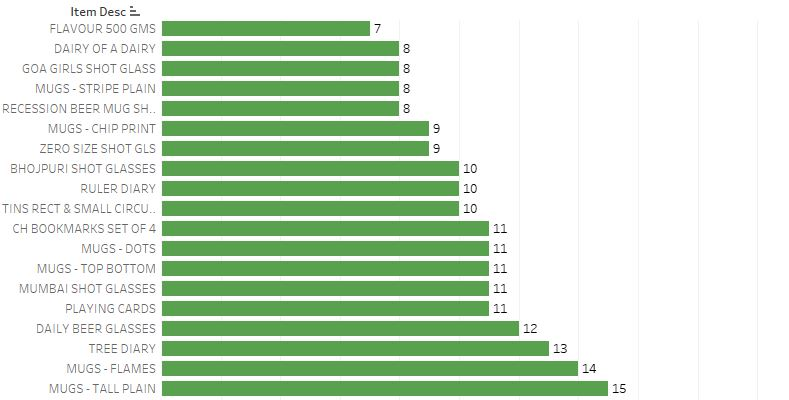 Item Desc
FLAVOUR 500 GMS 7
DAIRY OF A DAIRY 8
GOA GIRLS SHOT GLASS 8
MUGS - STRIPE PLAIN 8
RECESSION BEER MUG SH.. 8
MUGS - CHIP PRINT 9
ZERO SIZE SHOT GLS 9
BHOJPURI SHOT GLASSES 10
RULER DIARY 10
TINS RECT & SMALL CIRCU.. 10
CH BOOKMARKS SET OF 4 11
MUGS - DOTS 11
MUGS - TOP BOTTOM 11
MUMBAI SHOT GLASSES 11
PLAYING CARDS 11
DAILY BEER GLASSES 12
TREE DIARY 13
MUGS - FLAMES 14
MUGS - TALL PLAIN 15